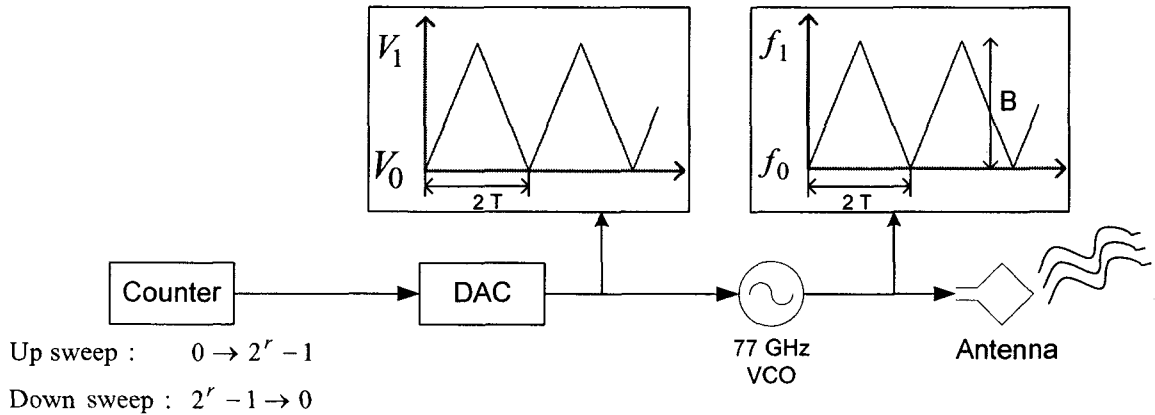 V₁
V₀
2 T
f₁
f₀
B
2 T
Counter
DAC
77 GHz
VCO
Antenna
Up sweep : 0 → 2^r − 1
Down sweep : 2^r − 1 → 0